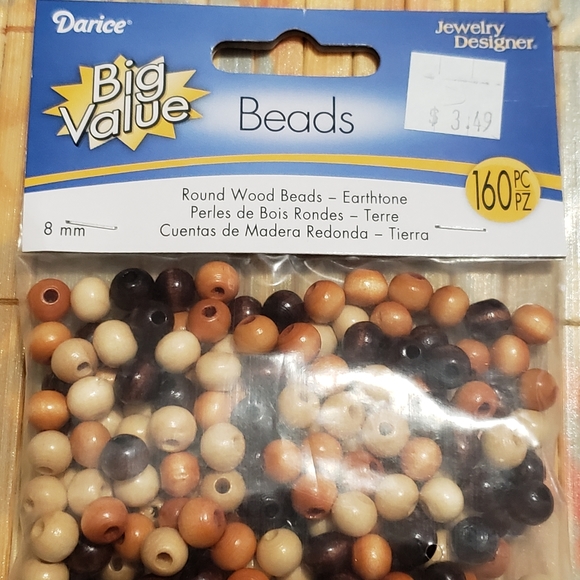 Darice®
Jewelry
Designer®
Big
Value
Beads
$ 3.49
160 PC
PZ
Round Wood Beads – Earthtone
Perles de Bois Rondes – Terre
8 mm
Cuentas de Madera Redonda – Tierra